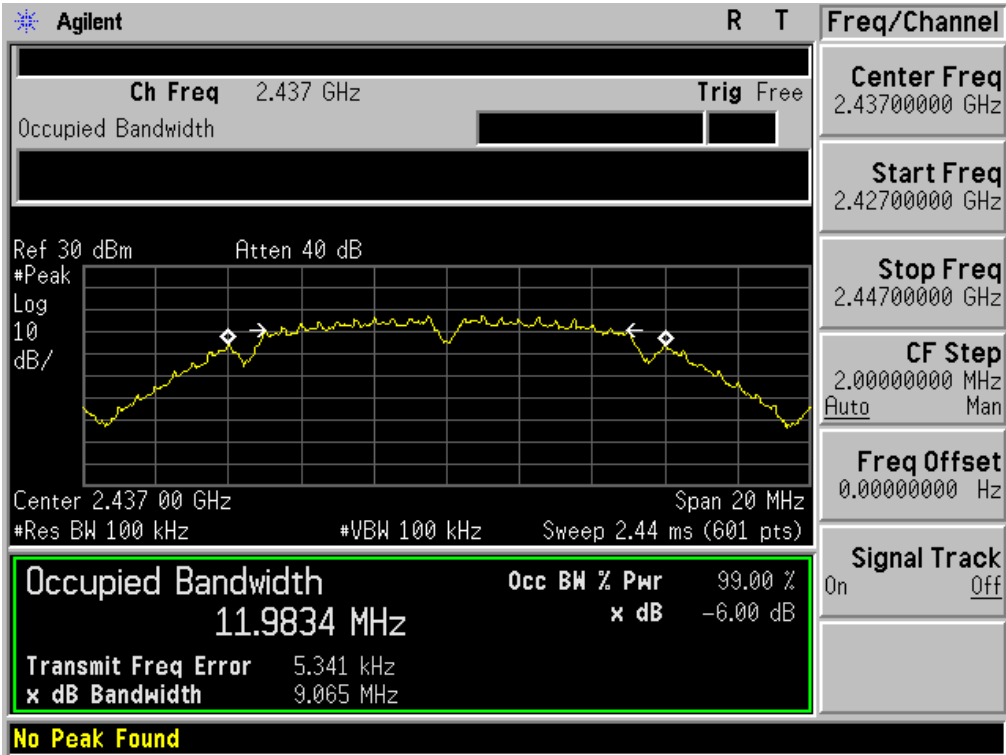 Agilent R T
Freq/Channel
Ch Freq 2.437 GHz Trig Free
Occupied Bandwidth
Center Freq
2.43700000 GHz
Start Freq
2.42700000 GHz
Stop Freq
2.44700000 GHz
CF Step
2.00000000 MHz
Auto Man
Freq Offset
0.00000000 Hz
Signal Track
On Off
Ref 30 dBm Atten 40 dB
#Peak
Log
10
dB/
Center 2.437 00 GHz Span 20 MHz
#Res BW 100 kHz #VBW 100 kHz Sweep 2.44 ms (601 pts)
Occupied Bandwidth
11.9834 MHz
Occ BW % Pwr 99.00 %
x dB -6.00 dB
Transmit Freq Error 5.341 kHz
x dB Bandwidth 9.065 MHz
No Peak Found